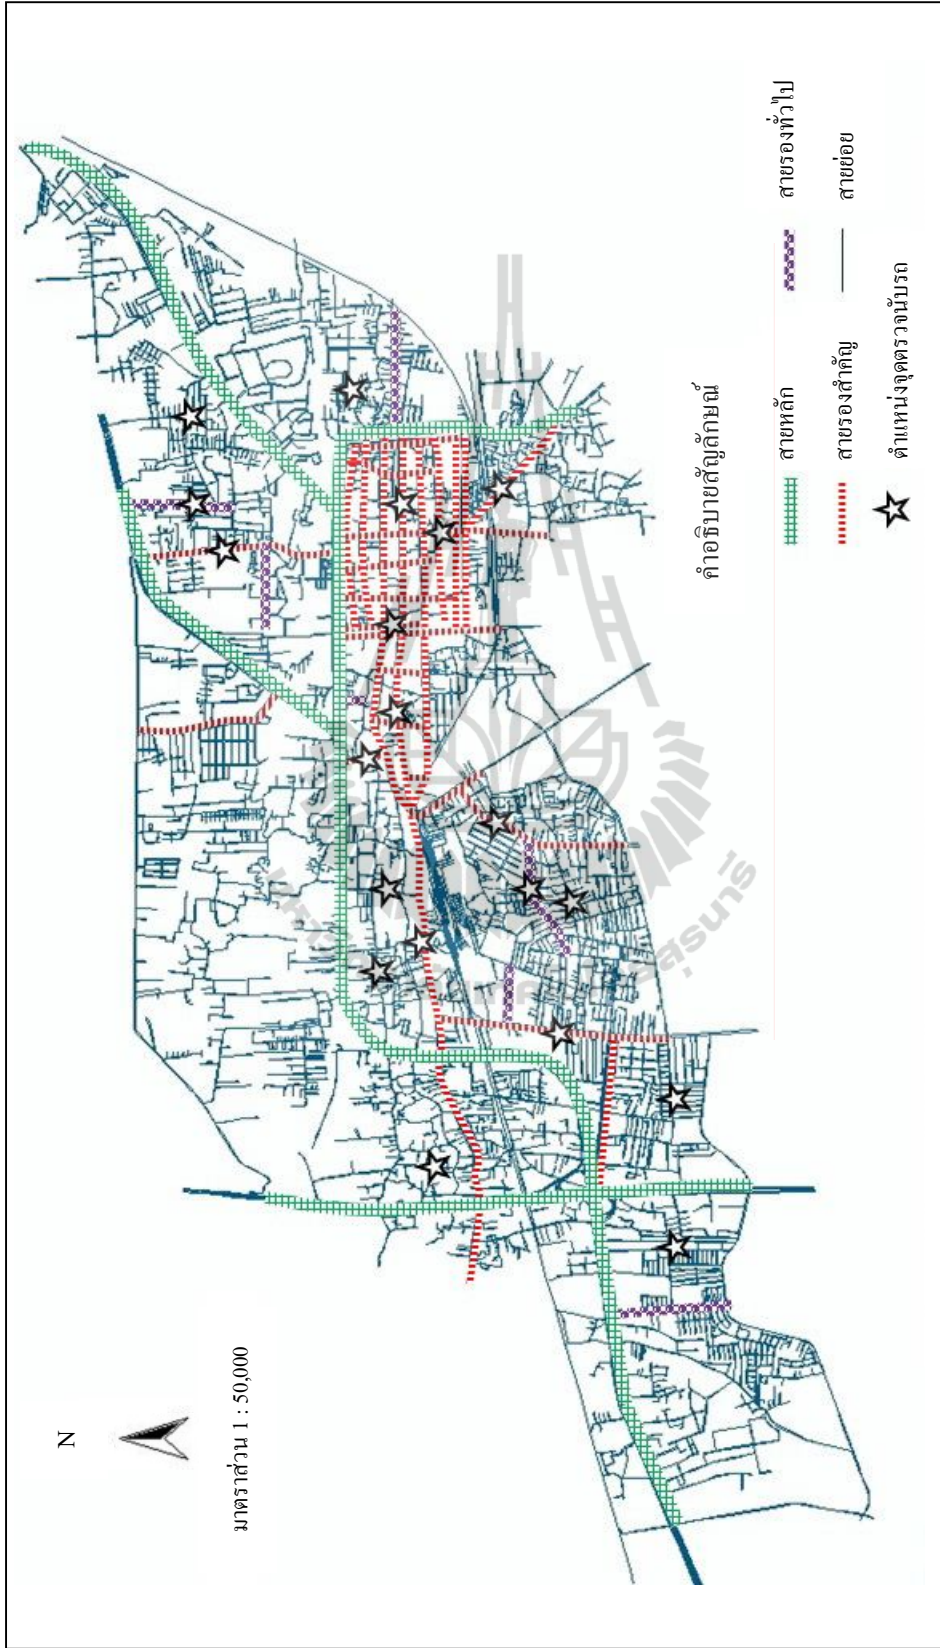 N
มาตราส่วน 1 : 50,000
คำอธิบายสัญลักษณ์
สายหลัก
สายรองทั่วไป
สายรองสำคัญ
สายย่อย
ตำแหน่งจุดตรวจนับรถ